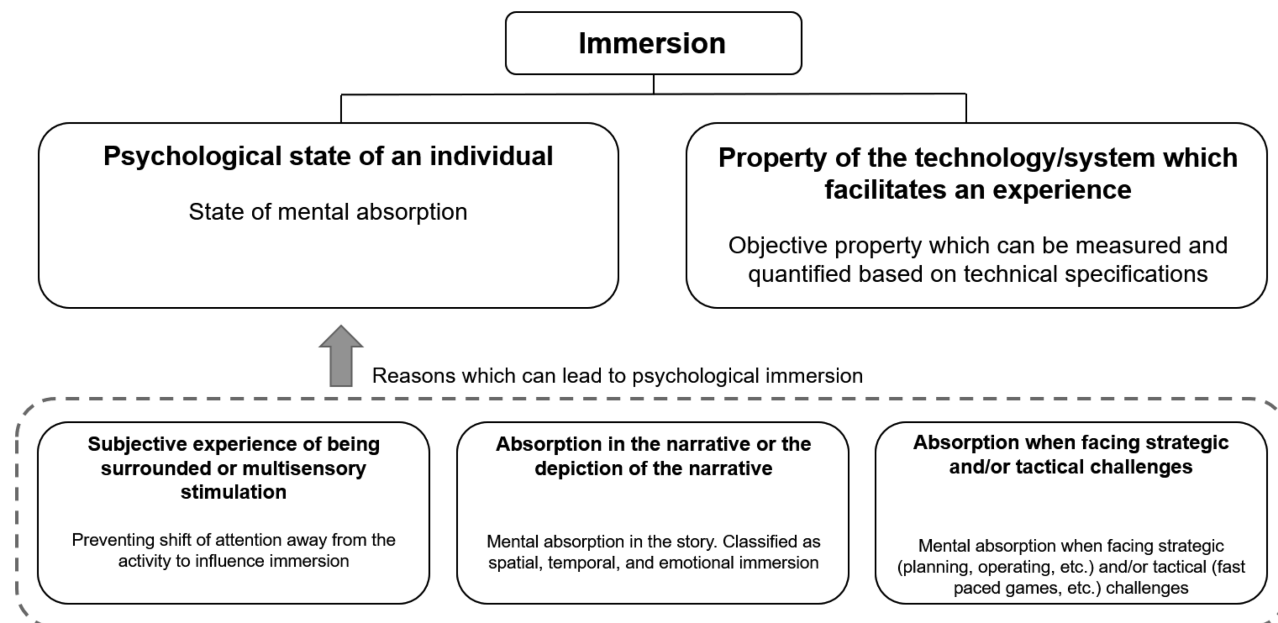 Immersion
Psychological state of an individual
State of mental absorption
Property of the technology/system which
facilitates an experience
Objective property which can be measured and
quantified based on technical specifications
Reasons which can lead to psychological immersion
Subjective experience of being
surrounded or multisensory
stimulation
Preventing shift of attention away from the
activity to influence immersion
Absorption in the narrative or the
depiction of the narrative
Mental absorption in the story. Classified as
spatial, temporal, and emotional immersion
Absorption when facing strategic
and/or tactical challenges
Mental absorption when facing strategic
(planning, operating, etc.) and/or tactical (fast
paced games, etc.) challenges